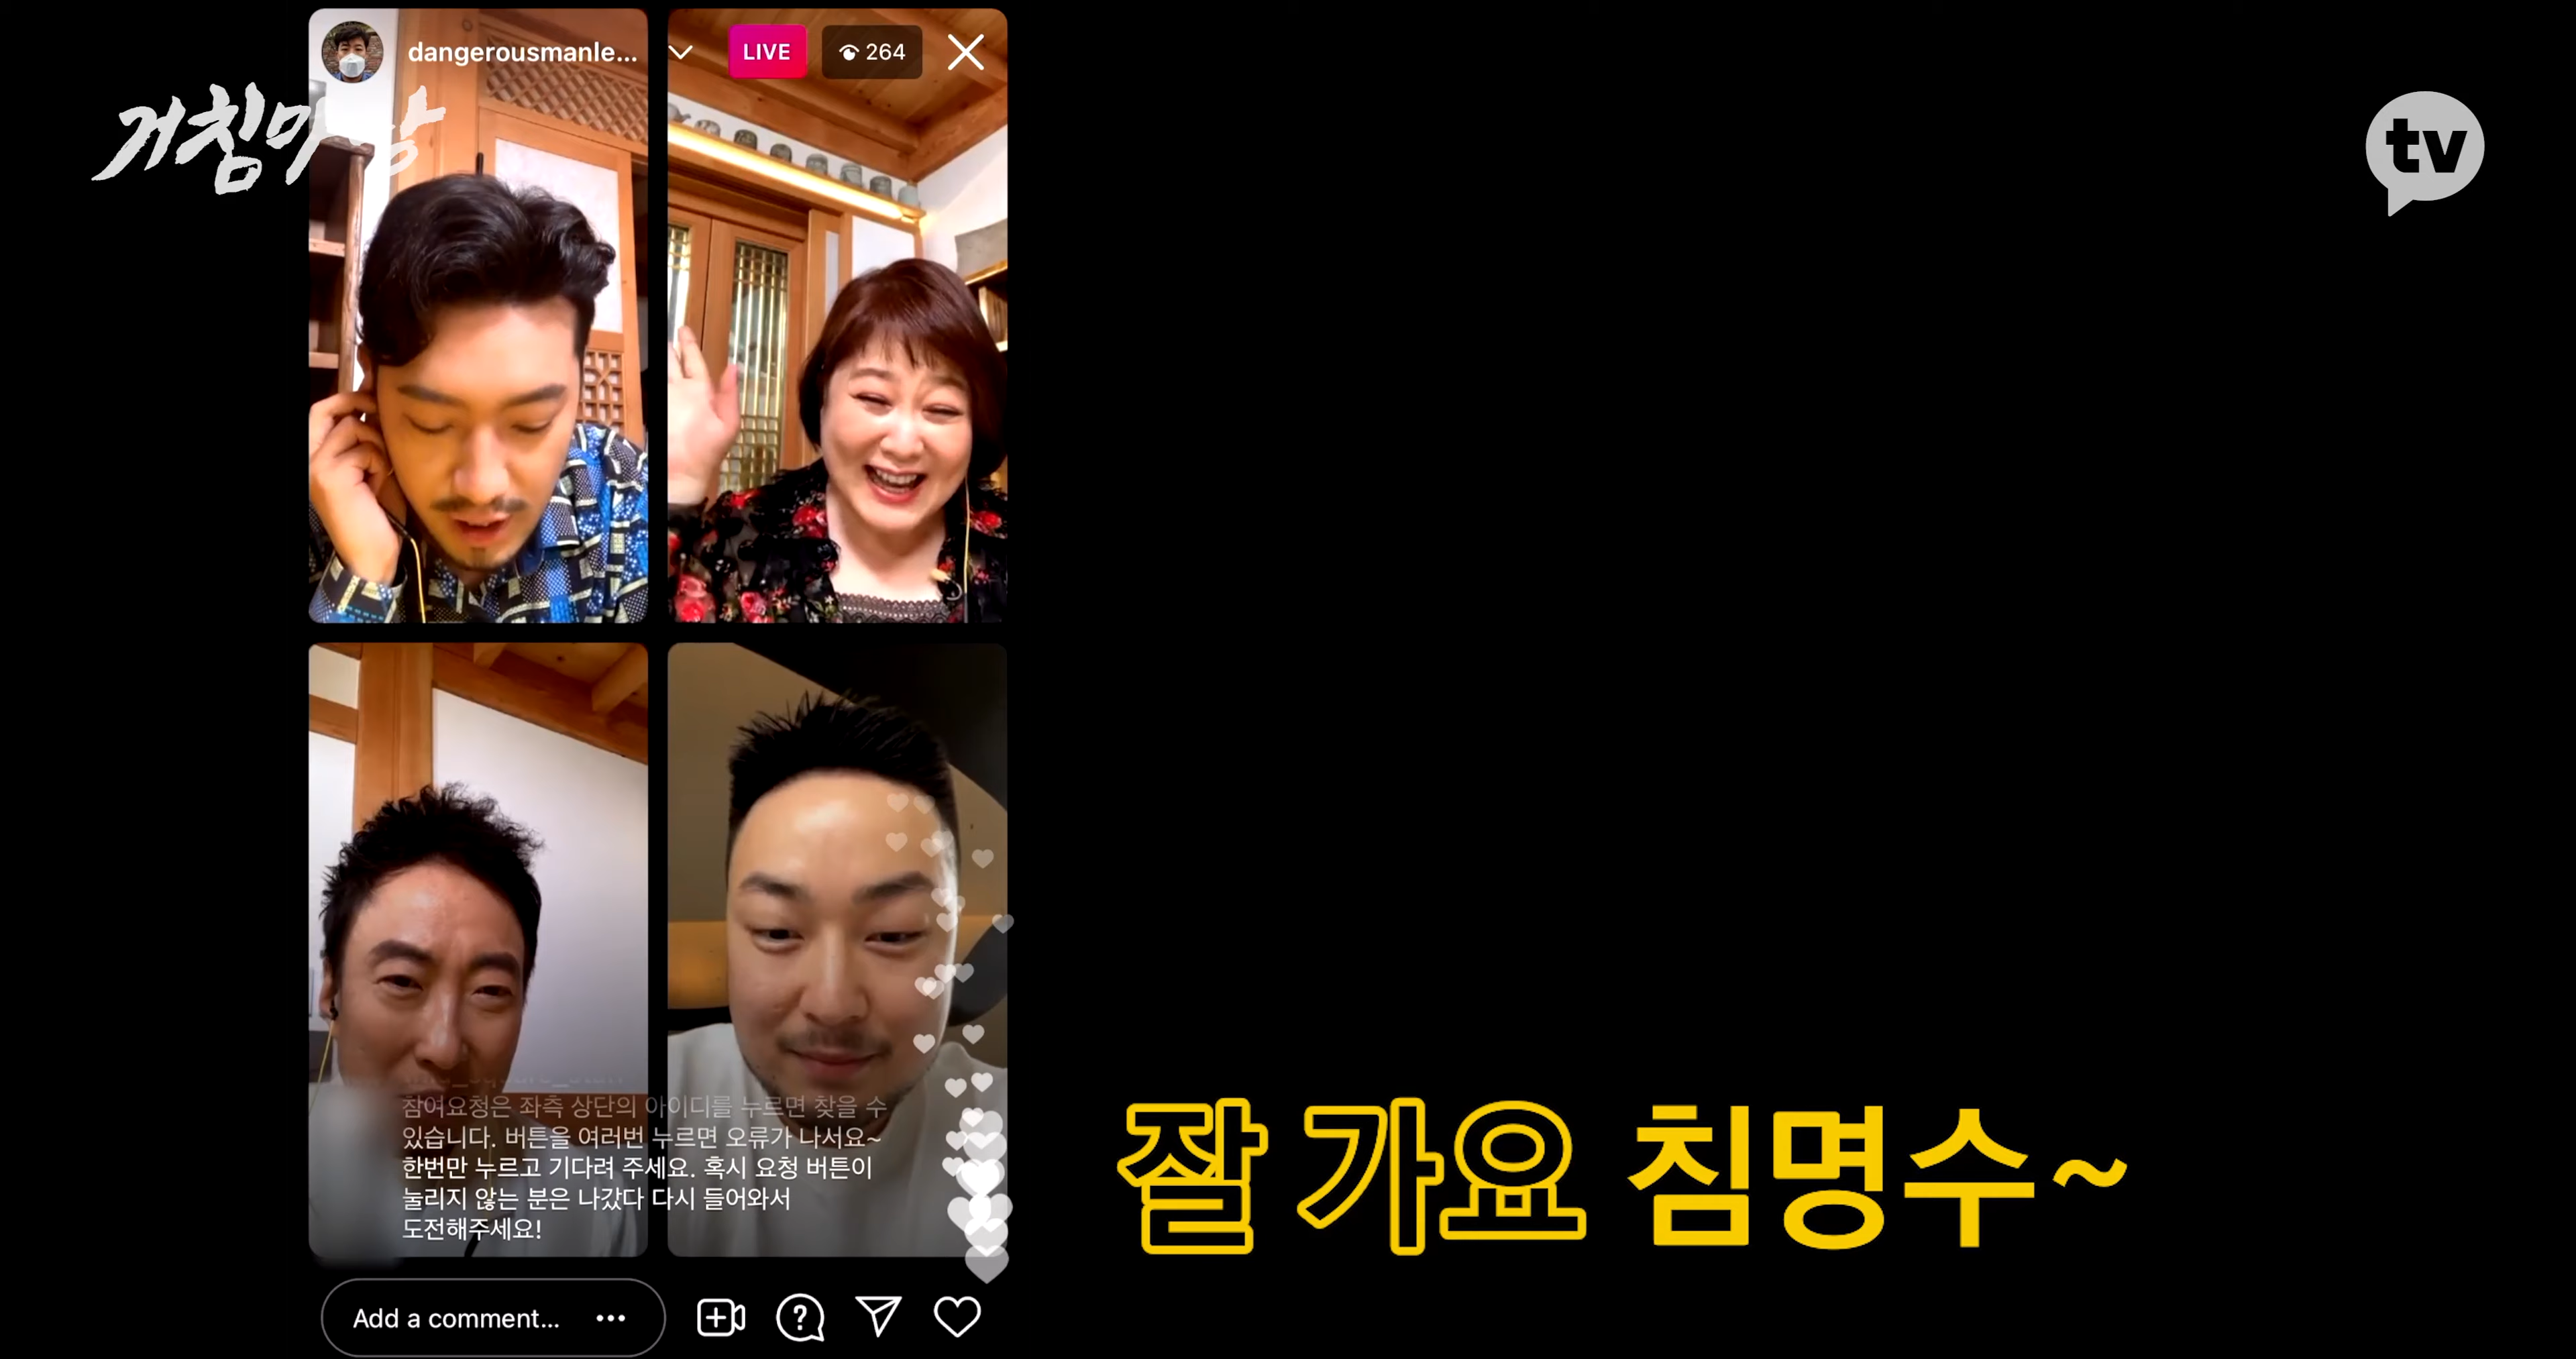 dangerousmanle...
LIVE
264
거침마당
tv
참여요청은 좌측 상단의 아이디를 누르면 찾을 수
있습니다. 버튼을 여러번 누르면 오류가 나서요~
한번만 누르고 기다려 주세요. 혹시 요청 버튼이
눌리지 않는 분은 나갔다 다시 들어와서
도전해주세요!
잘 가요 침명수~
Add a comment...